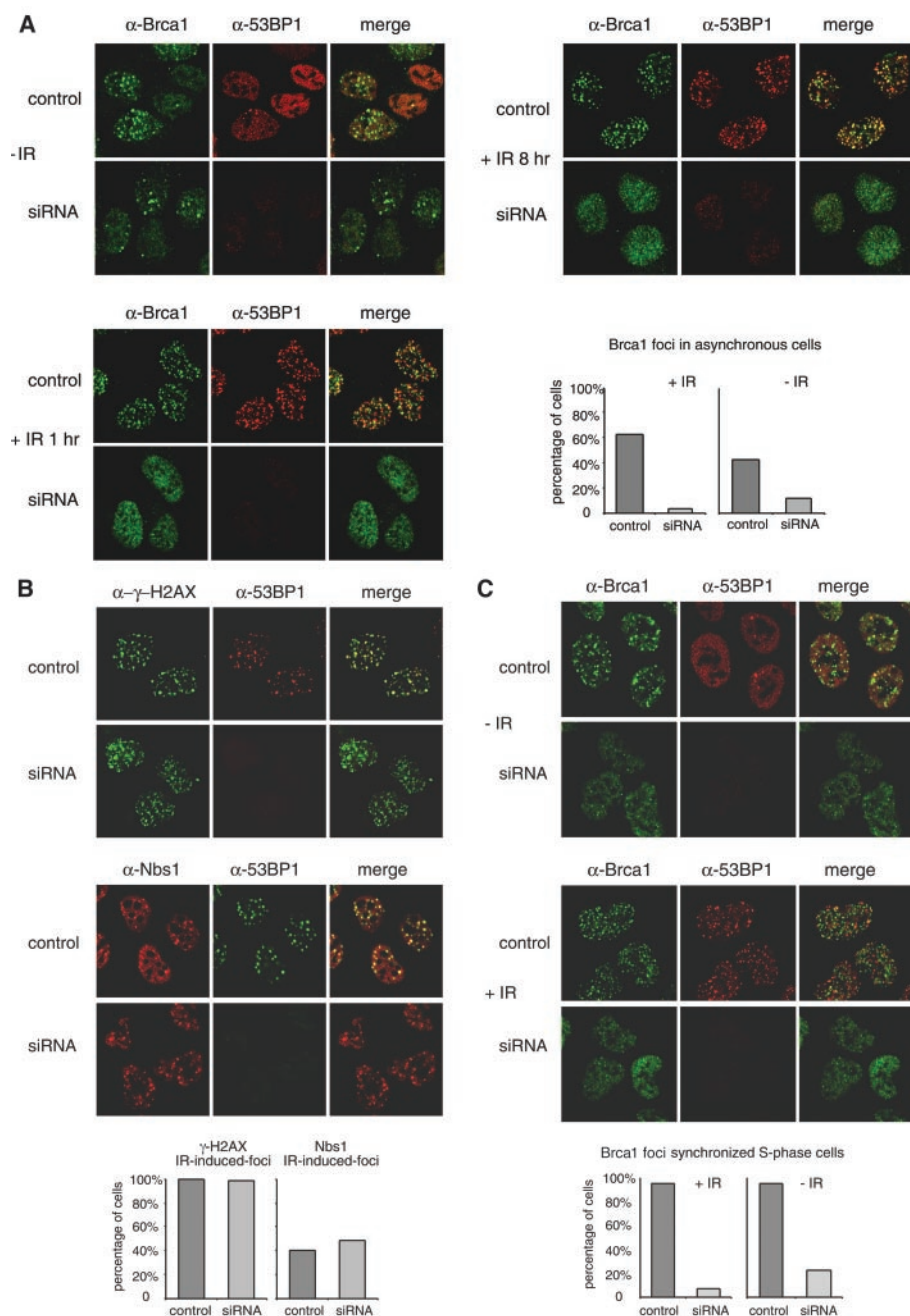 A
α-Brca1 α-53BP1 merge
control
-IR
siRNA
α-Brca1 α-53BP1 merge
control
+ IR 8 hr
siRNA
α-Brca1 α-53BP1 merge
control
+ IR 1 hr
siRNA
Brca1 foci in asynchronous cells
+ IR - IR
percentage of cells
100%
80%
60%
40%
20%
0
control siRNA control siRNA
B
α–γ–H2AX α-53BP1 merge
control
siRNA
α-Nbs1 α-53BP1 merge
control
siRNA
γ-H2AX
IR-induced-foci
Nbs1
IR-induced-foci
percentage of cells
100%
80%
60%
40%
20%
0
control siRNA control siRNA
C
α-Brca1 α-53BP1 merge
control
- IR
siRNA
α-Brca1 α-53BP1 merge
control
+ IR
siRNA
Brca1 foci synchronized S-phase cells
+ IR - IR
percentage of cells
100%
80%
60%
40%
20%
0
control siRNA control siRNA